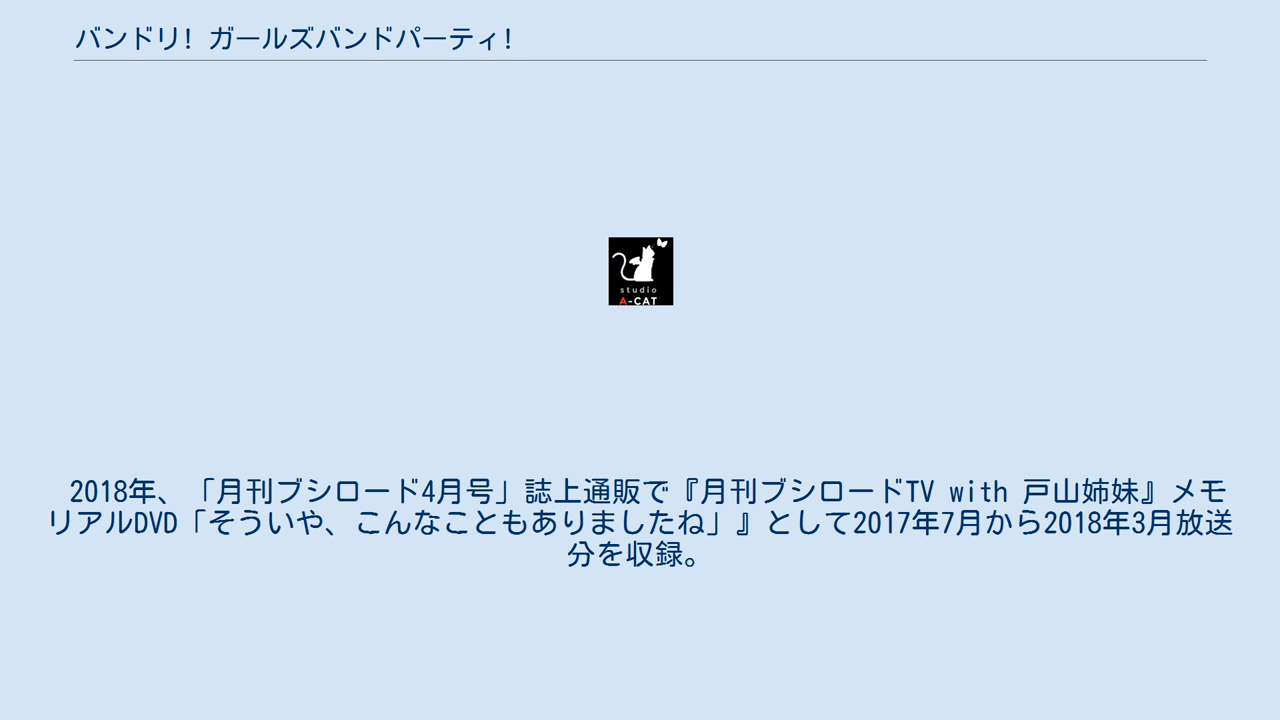 バンドリ! ガールズバンドパーティ!
studio
A-CAT
2018年、「月刊ブシロード4月号」誌上通販で『月刊ブシロードTV with 戸山姉妹』メモ
リアルDVD「そういや、こんなこともありましたね」』として2017年7月から2018年3月放送
分を収録。